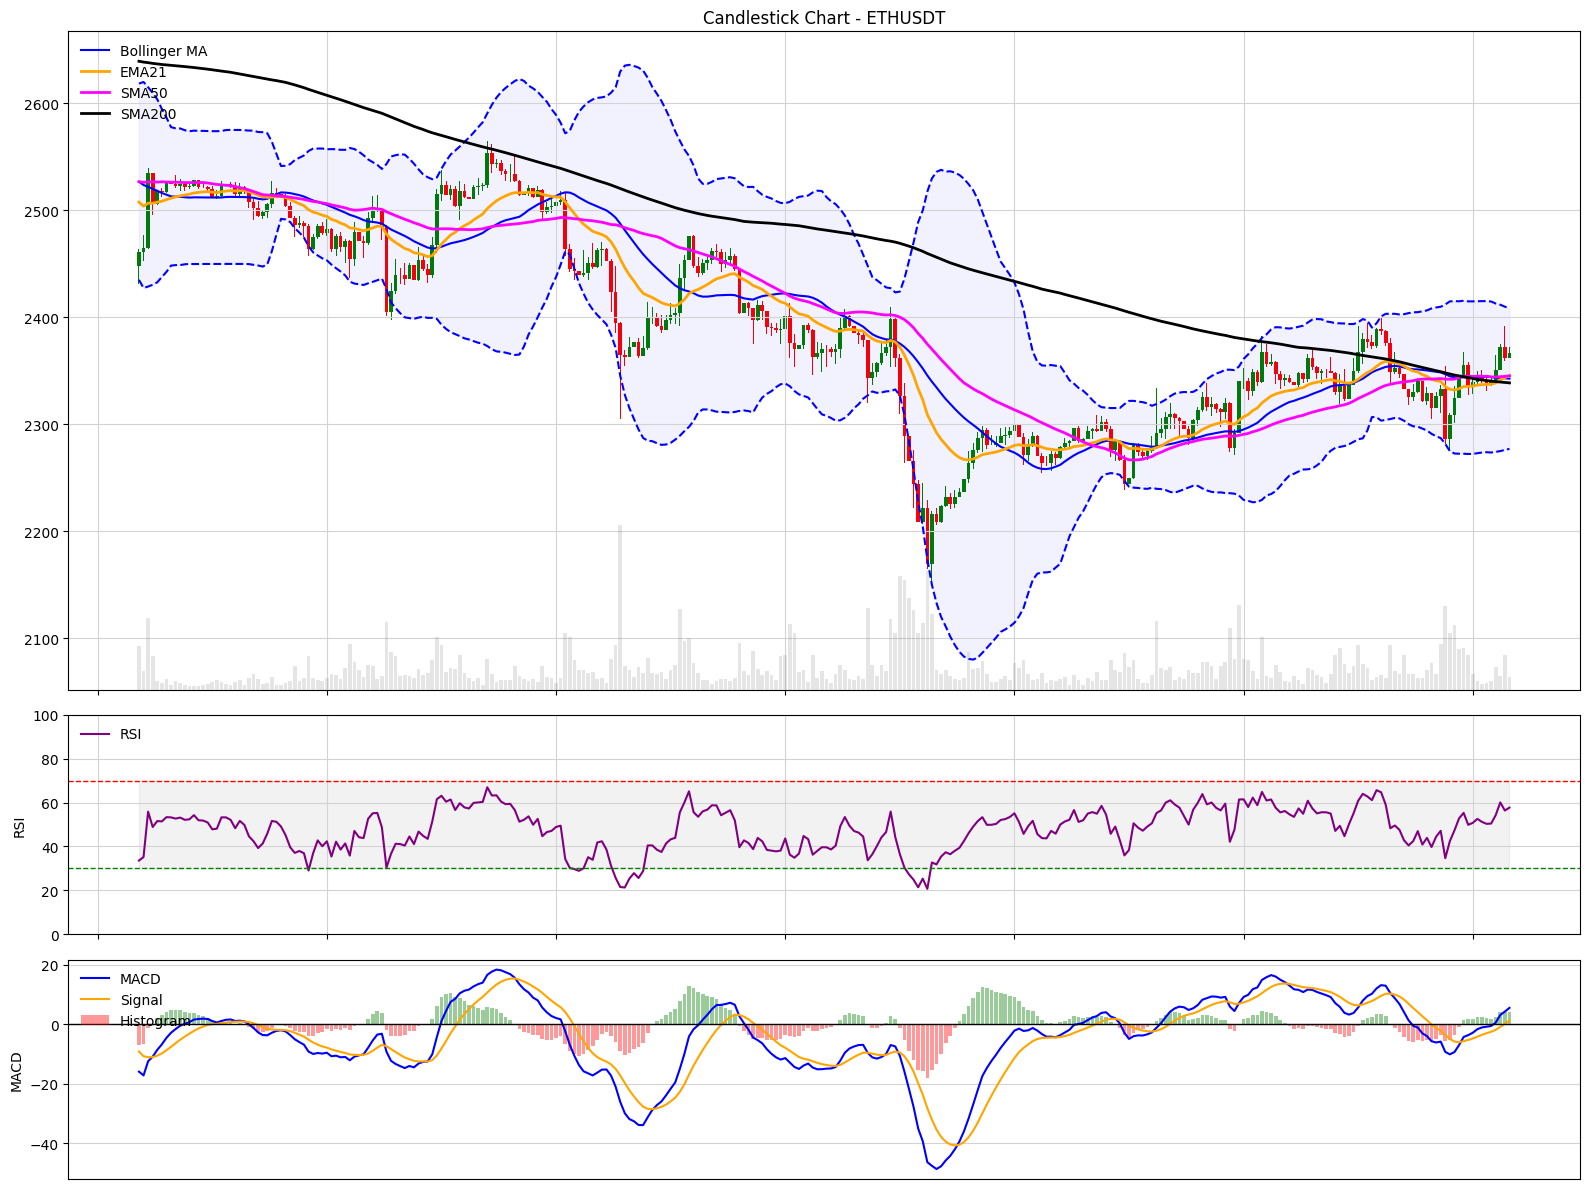 Candlestick Chart - ETHUSDT
Bollinger MA
EMA21
SMA50
SMA200
2600
2500
2400
2300
2200
2100
RSI
100
80
60
40
20
0
RSI
MACD
Signal
Histogram
20
0
−20
−40
MACD